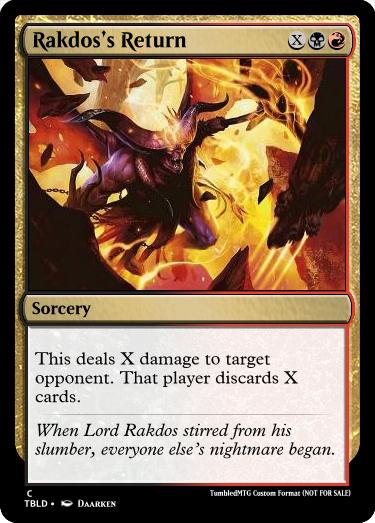 Rakdos's Return X
Sorcery
This deals X damage to target
opponent. That player discards X
cards.
When Lord Rakdos stirred from his
slumber, everyone else's nightmare began.
C
TBLD • Daarken
TumbledMTG Custom Format (NOT FOR SALE)